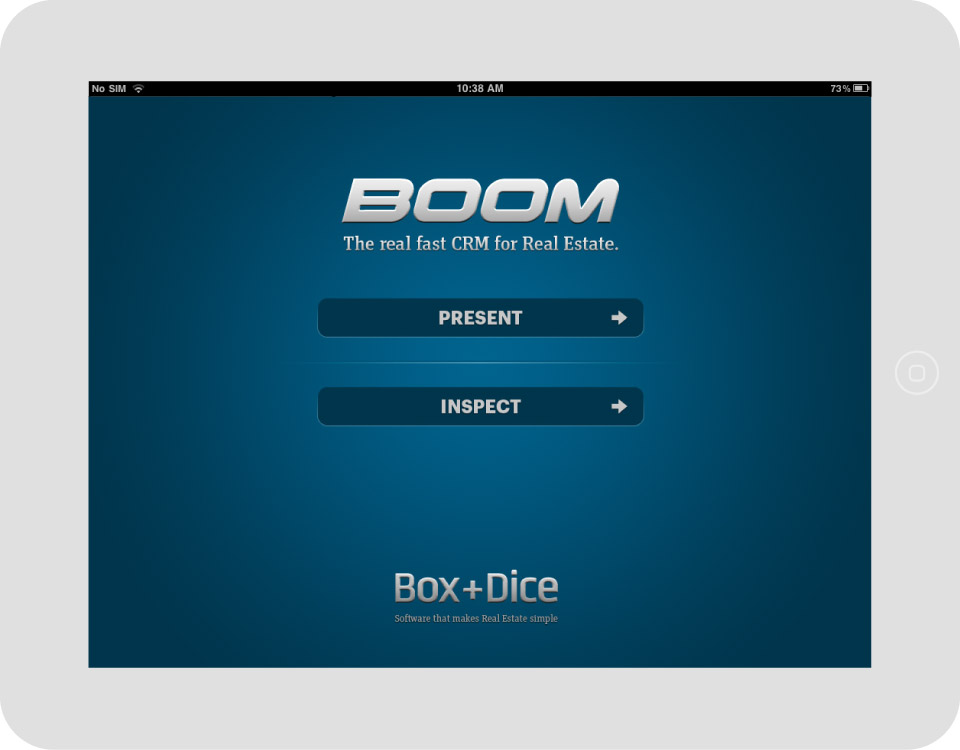 No SIM 10:38 AM 73%
BOOM
The real fast CRM for Real Estate.
PRESENT
INSPECT
Box+Dice
Software that makes Real Estate simple